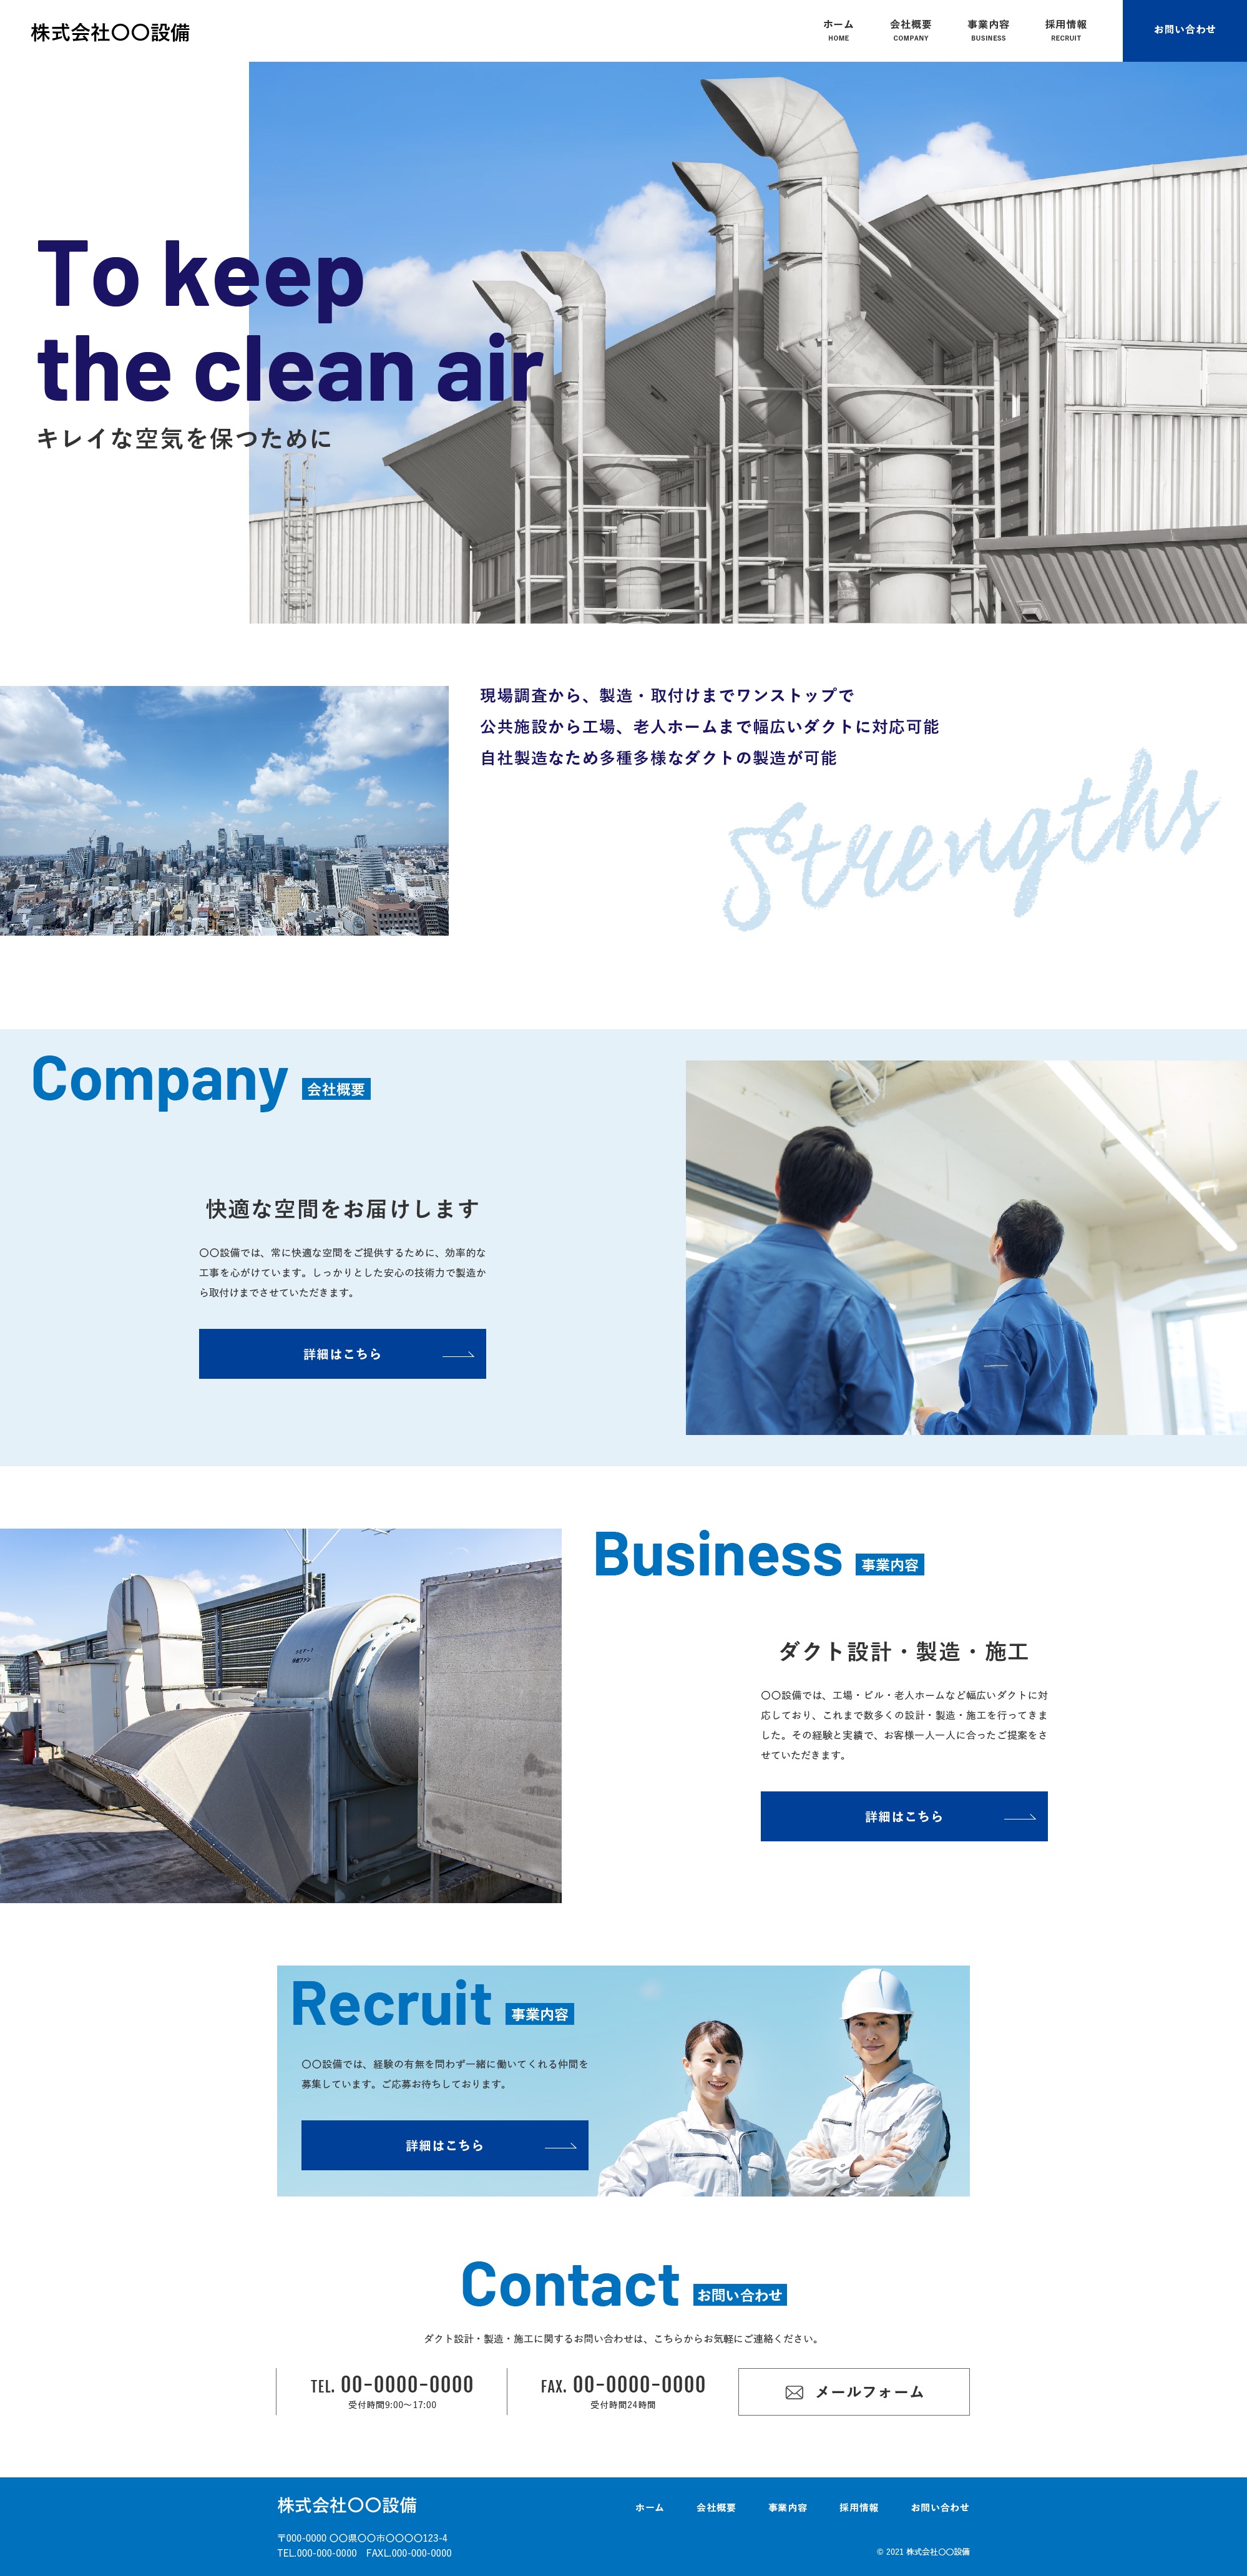 株式会社〇〇設備
ホーム
HOME
会社概要
COMPANY
事業内容
BUSINESS
採用情報
RECRUIT
お問い合わせ
To keep
the clean air
キレイな空気を保つために
現場調査から、製造・取付けまでワンストップで
公共施設から工場、老人ホームまで幅広いダクトに対応可能
自社製造なため多種多様なダクトの製造が可能
Strengths
Company 会社概要
快適な空間をお届けします
〇〇設備では、常に快適な空間をご提供するために、効率的な
工事を心がけています。しっかりとした安心の技術力で製造か
ら取付けまでさせていただきます。
詳細はこちら
Business 事業内容
ダクト設計・製造・施工
〇〇設備では、工場・ビル・老人ホームなど幅広いダクトに対
応しており、これまで数多くの設計・製造・施工を行ってきま
した。その経験と実績で、お客様一人一人に合ったご提案をさ
せていただきます。
詳細はこちら
Recruit 事業内容
〇〇設備では、経験の有無を問わず一緒に働いてくれる仲間を
募集しています。ご応募お待ちしております。
詳細はこちら
Contact お問い合わせ
ダクト設計・製造・施工に関するお問い合わせは、こちらからお気軽にご連絡ください。
TEL. 00-0000-0000
受付時間9:00〜17:00
FAX. 00-0000-0000
受付時間24時間
メールフォーム
株式会社〇〇設備
〒000-0000 〇〇県〇〇市〇〇〇〇123-4
TEL.000-000-0000　FAXL.000-000-0000
ホーム 会社概要 事業内容 採用情報 お問い合わせ
© 2021 株式会社〇〇設備